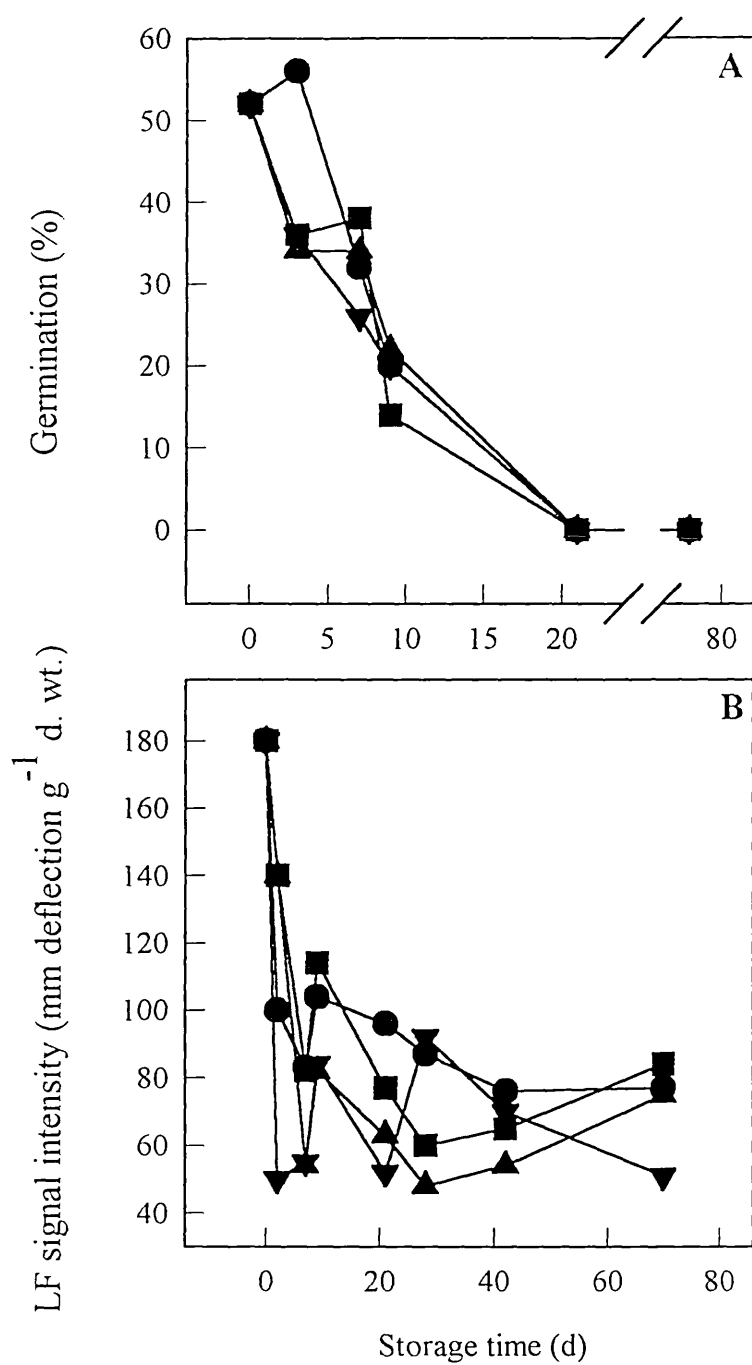 A
Germination (%)
60
50
40
30
20
10
0
0 5 10 15 20 80
B
LF signal intensity (mm deflection g-1 d. wt.)
180
160
140
120
100
80
60
40
0 20 40 60 80
Storage time (d)